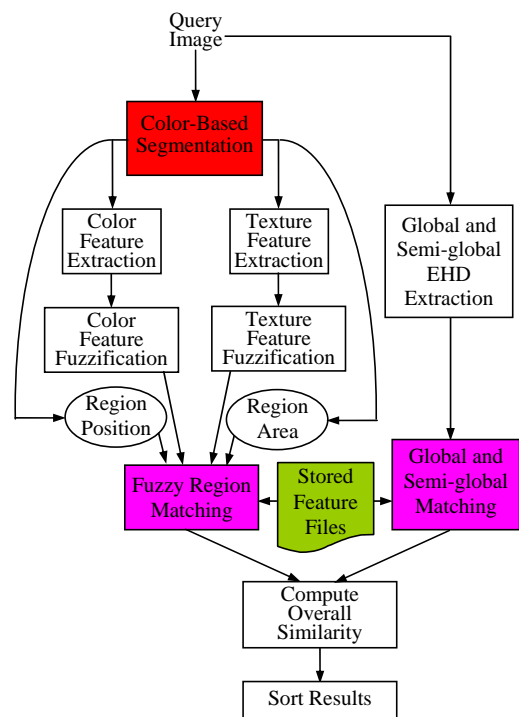 Query
Image
Color-Based
Segmentation
Color
Feature
Extraction
Texture
Feature
Extraction
Global and
Semi-global
EHD
Extraction
Color
Feature
Fuzzification
Texture
Feature
Fuzzification
Region
Position
Region
Area
Fuzzy Region
Matching
Stored
Feature
Files
Global and
Semi-global
Matching
Compute
Overall
Similarity
Sort Results